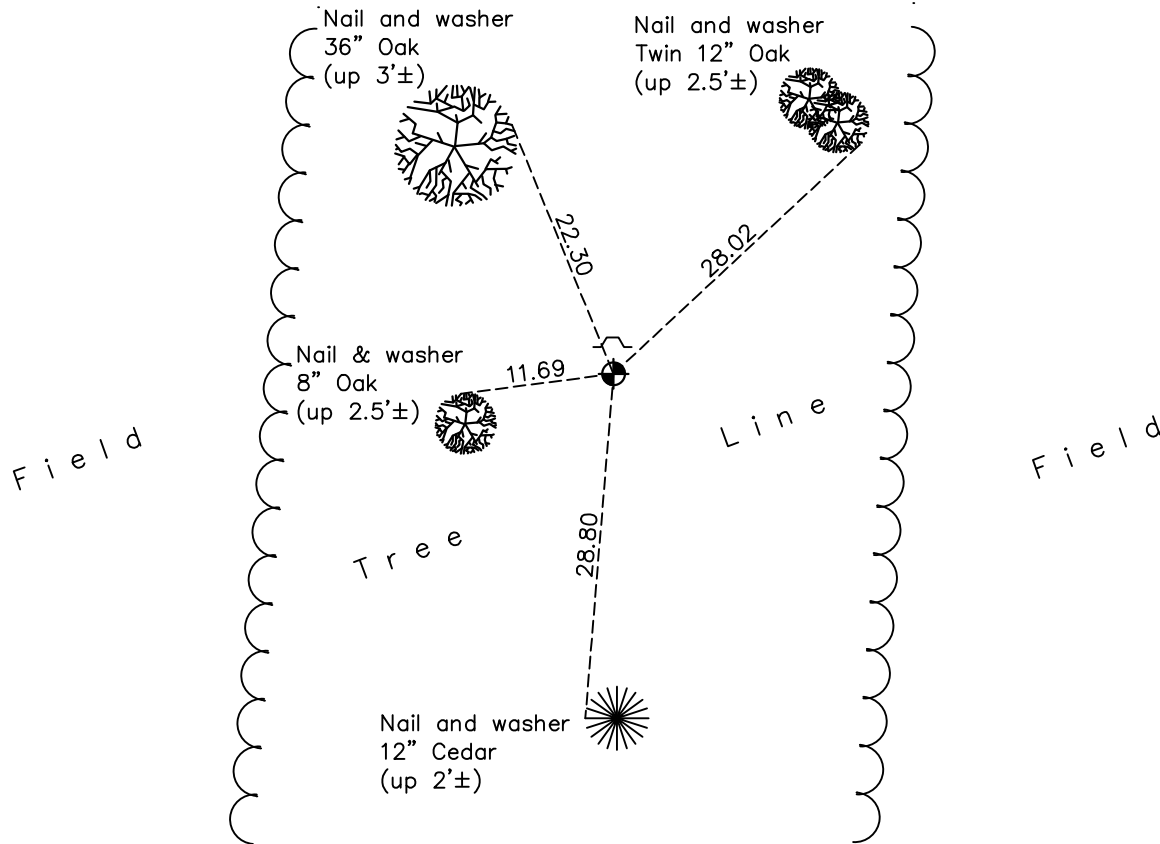 Nail and washer
36” Oak
(up 3’±)
Nail and washer
Twin 12” Oak
(up 2.5’±)
22.30
28.02
Nail & washer
8” Oak
(up 2.5’±)
11.69
Field
Tree Line
Field
28.80
Nail and washer
12” Cedar
(up 2’±)